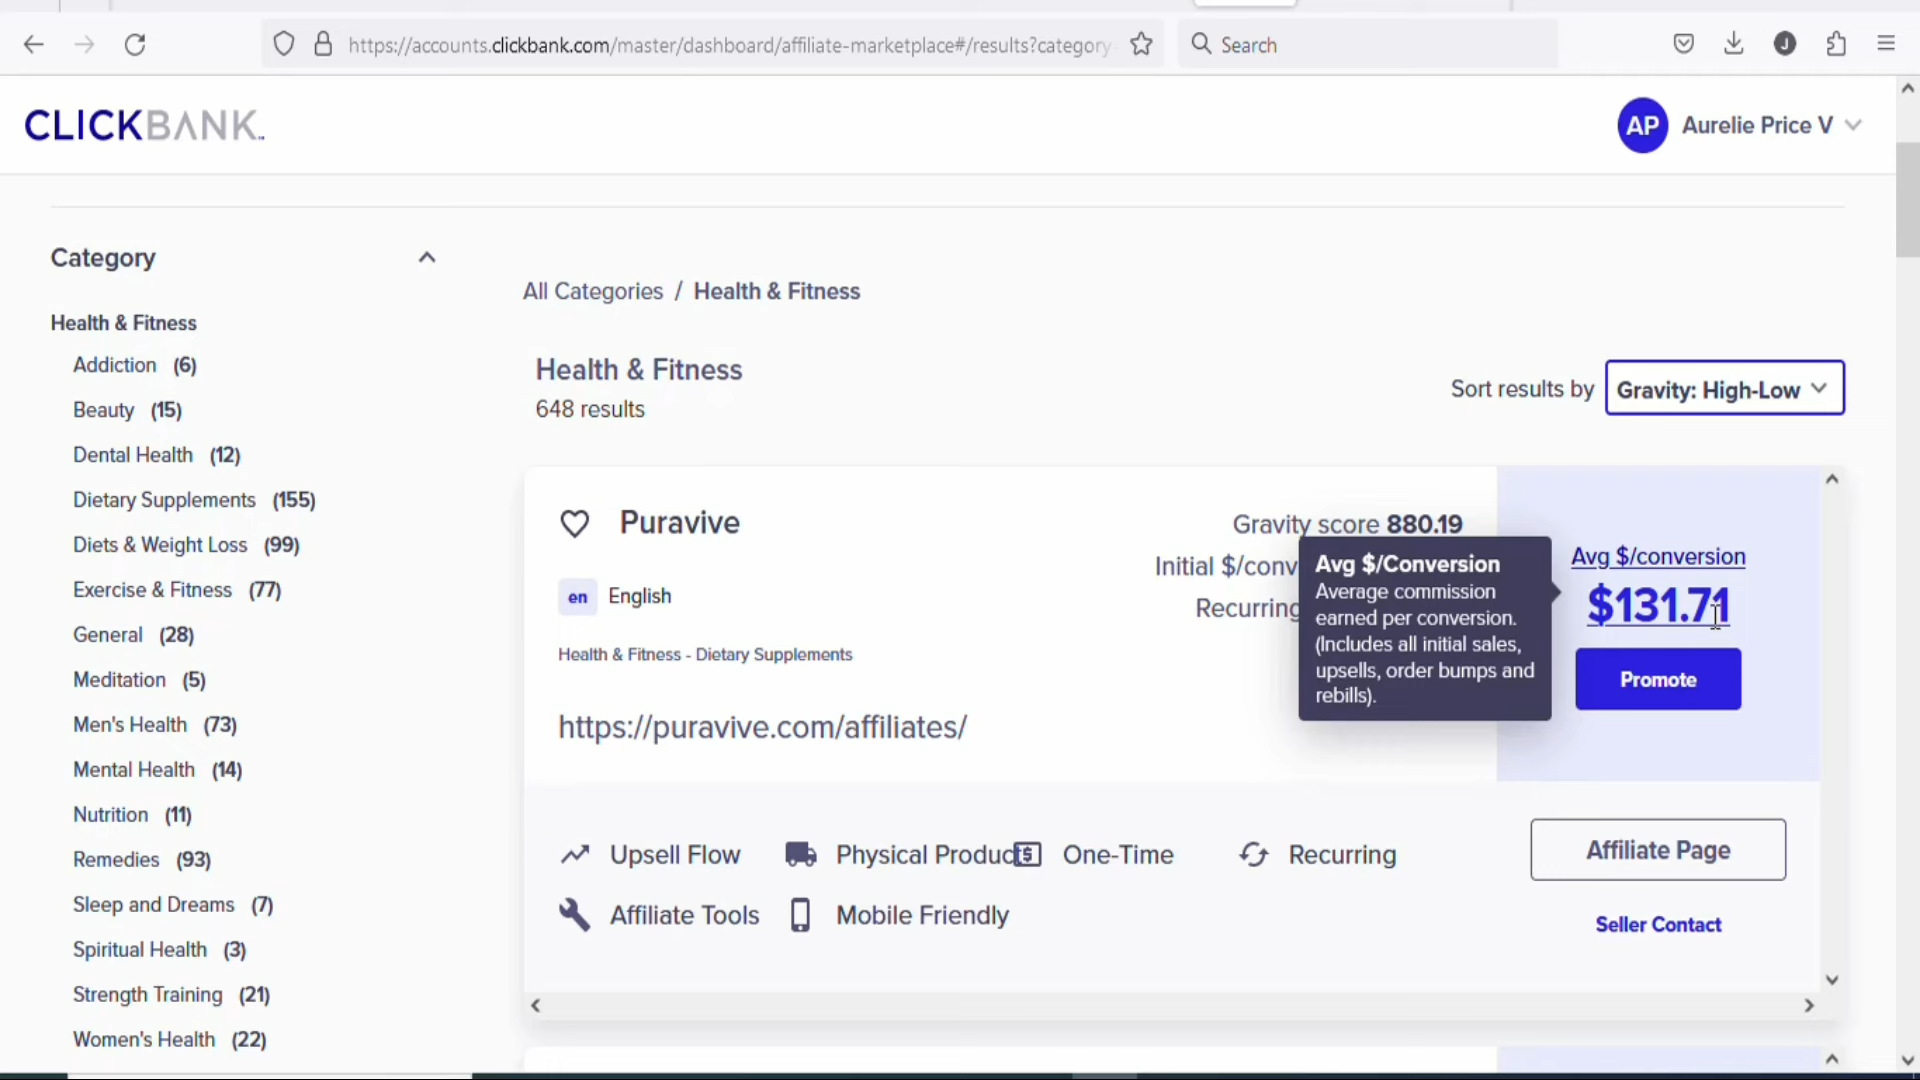 https://accounts.clickbank.com/master/dashboard/affiliate-marketplace#/results?category
Search
J
CLICKBANK
AP Aurelie Price V
Category
Health & Fitness
Addiction (6)
Beauty (15)
Dental Health (12)
Dietary Supplements (155)
Diets & Weight Loss (99)
Exercise & Fitness (77)
General (28)
Meditation (5)
Men's Health (73)
Mental Health (14)
Nutrition (11)
Remedies (93)
Sleep and Dreams (7)
Spiritual Health (3)
Strength Training (21)
Women's Health (22)
All Categories / Health & Fitness
Health & Fitness
648 results
Sort results by Gravity: High-Low
Puravive
en English
Health & Fitness - Dietary Supplements
https://puravive.com/affiliates/
Gravity score 880.19
Initial $/conv
Recurring
Avg $/Conversion
Average commission
earned per conversion.
(Includes all initial sales,
upsells, order bumps and
rebills).
Avg $/conversion
$131.71
Promote
Upsell Flow Physical Product One-Time Recurring
Affiliate Tools Mobile Friendly
Affiliate Page
Seller Contact